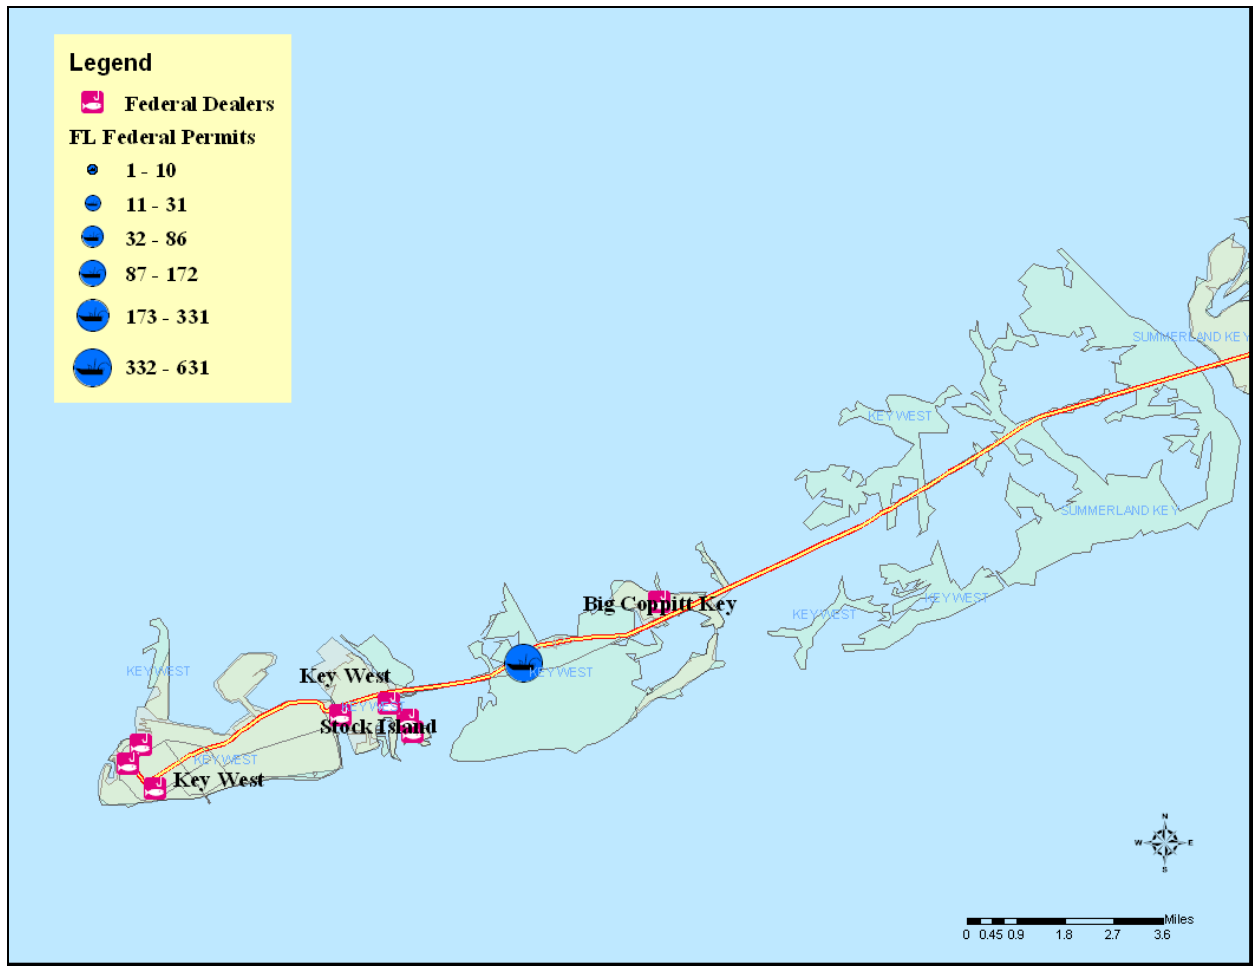 Legend
Federal Dealers
FL Federal Permits
1 - 10
11 - 31
32 - 86
87 - 172
173 - 331
332 - 631
SUMMERLAND KEY
KEY WEST
SUMMERLAND KEY
KEY WEST
KEY WEST
Big Coppitt Key
KEY WEST
KEY WEST
Key West
KEY WEST
Stock Island
KEY WEST
Key West
N
W E
S
Miles
0 0.45 0.9 1.8 2.7 3.6